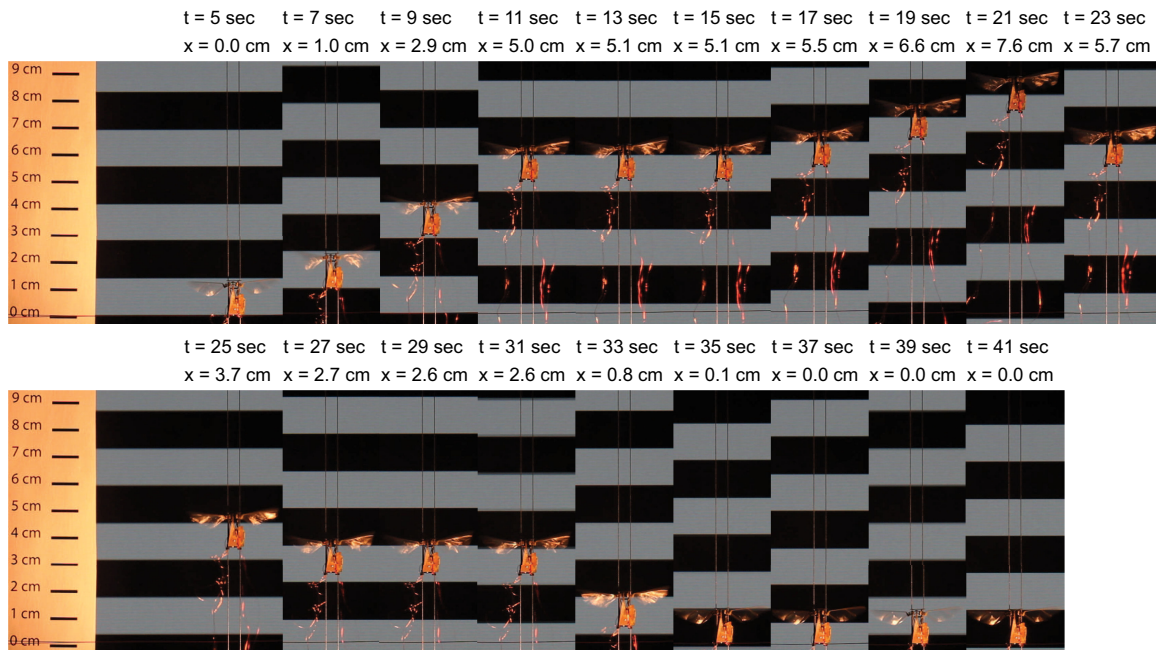 t = 5 sec t = 7 sec t = 9 sec t = 11 sec t = 13 sec t = 15 sec t = 17 sec t = 19 sec t = 21 sec t = 23 sec
x = 0.0 cm x = 1.0 cm x = 2.9 cm x = 5.0 cm x = 5.1 cm x = 5.1 cm x = 5.5 cm x = 6.6 cm x = 7.6 cm x = 5.7 cm
9 cm
8 cm
7 cm
6 cm
5 cm
4 cm
3 cm
2 cm
1 cm
0 cm
t = 25 sec t = 27 sec t = 29 sec t = 31 sec t = 33 sec t = 35 sec t = 37 sec t = 39 sec t = 41 sec
x = 3.7 cm x = 2.7 cm x = 2.6 cm x = 2.6 cm x = 0.8 cm x = 0.1 cm x = 0.0 cm x = 0.0 cm x = 0.0 cm
9 cm
8 cm
7 cm
6 cm
5 cm
4 cm
3 cm
2 cm
1 cm
0 cm